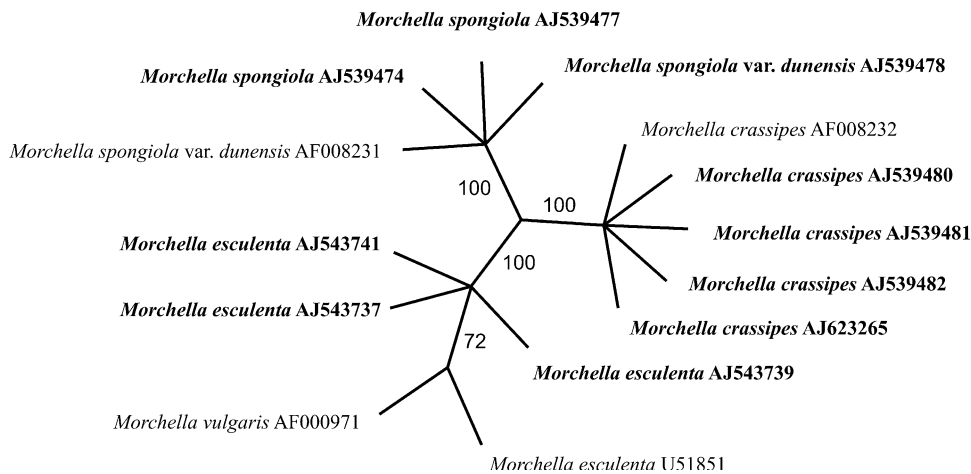 Morchella spongiola AJ539477
Morchella spongiola AJ539474
Morchella spongiola var. dunensis AJ539478
Morchella spongiola var. dunensis AF008231
Morchella crassipes AF008232
Morchella crassipes AJ539480
100
100
Morchella crassipes AJ539481
Morchella esculenta AJ543741
100
Morchella crassipes AJ539482
Morchella esculenta AJ543737
Morchella crassipes AJ623265
72
Morchella esculenta AJ543739
Morchella vulgaris AF000971
Morchella esculenta U51851